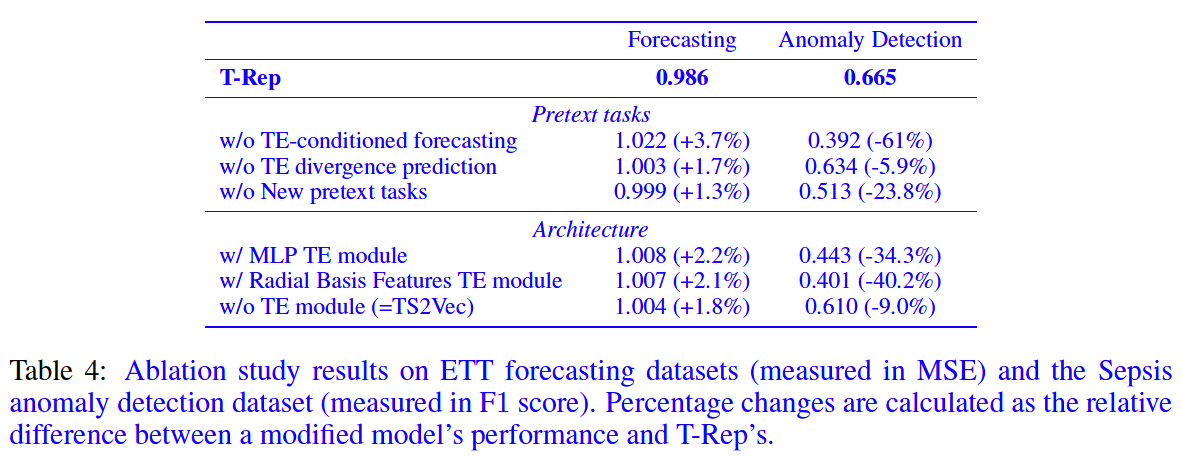 Forecasting Anomaly Detection
T-Rep 0.986 0.665
Pretext tasks
w/o TE-conditioned forecasting 1.022 (+3.7%) 0.392 (-61%)
w/o TE divergence prediction 1.003 (+1.7%) 0.634 (-5.9%)
w/o New pretext tasks 0.999 (+1.3%) 0.513 (-23.8%)
Architecture
w/ MLP TE module 1.008 (+2.2%) 0.443 (-34.3%)
w/ Radial Basis Features TE module 1.007 (+2.1%) 0.401 (-40.2%)
w/o TE module (=TS2Vec) 1.004 (+1.8%) 0.610 (-9.0%)
Table 4: Ablation study results on ETT forecasting datasets (measured in MSE) and the Sepsis
anomaly detection dataset (measured in F1 score). Percentage changes are calculated as the relative
difference between a modified model's performance and T-Rep's.